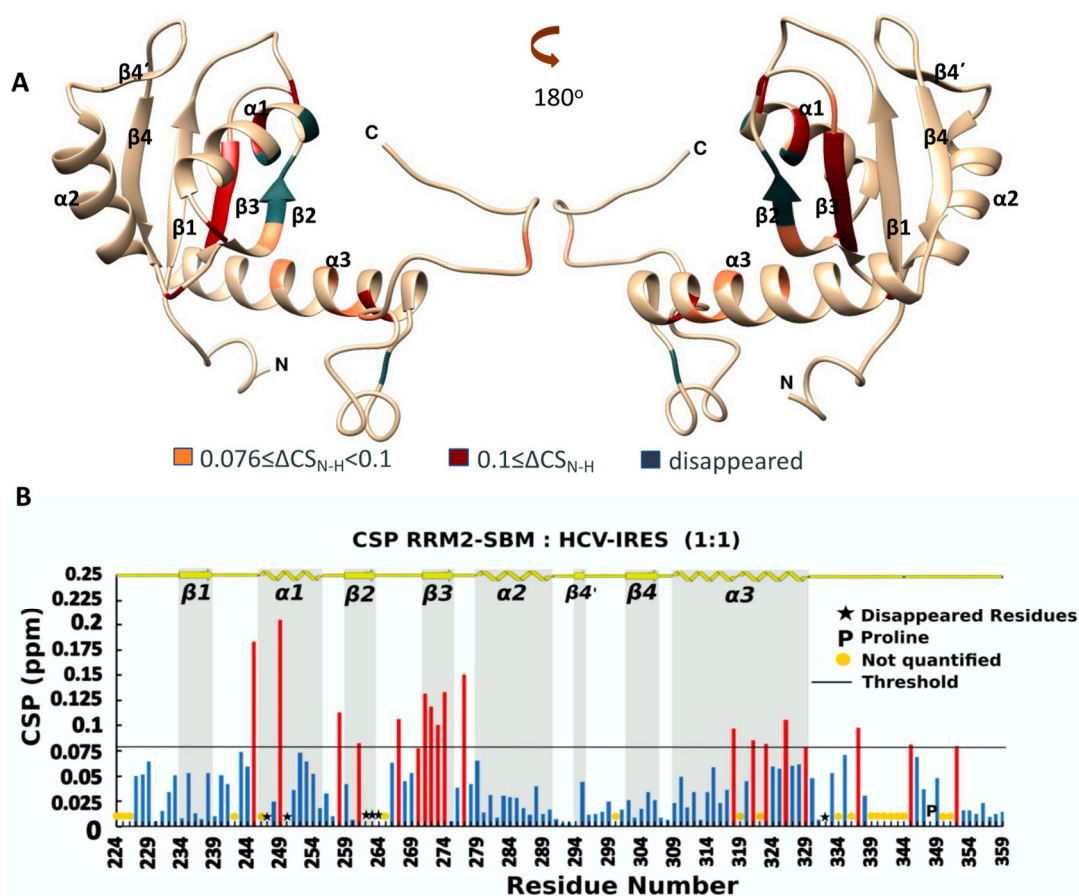 A
β4′
β4
α1
α2
β3
β2
β1
α3
C
N
180°
β4′
α1
β4
α2
β2
β3
β1
α3
C
N
0.076≤ΔCS_N-H<0.1
0.1≤ΔCS_N-H
disappeared
B
CSP RRM2-SBM : HCV-IRES (1:1)
CSP (ppm)
0.25
0.225
0.2
0.175
0.15
0.125
0.1
0.075
0.05
0.025
0
β1
α1
β2
β3
α2
β4'
β4
α3
Disappeared Residues
P Proline
Not quantified
Threshold
P
224 229 234 239 244 249 254 259 264 269 274 279 284 289 294 299 304 309 314 319 324 329 334 339 344 349 354 359
Residue Number